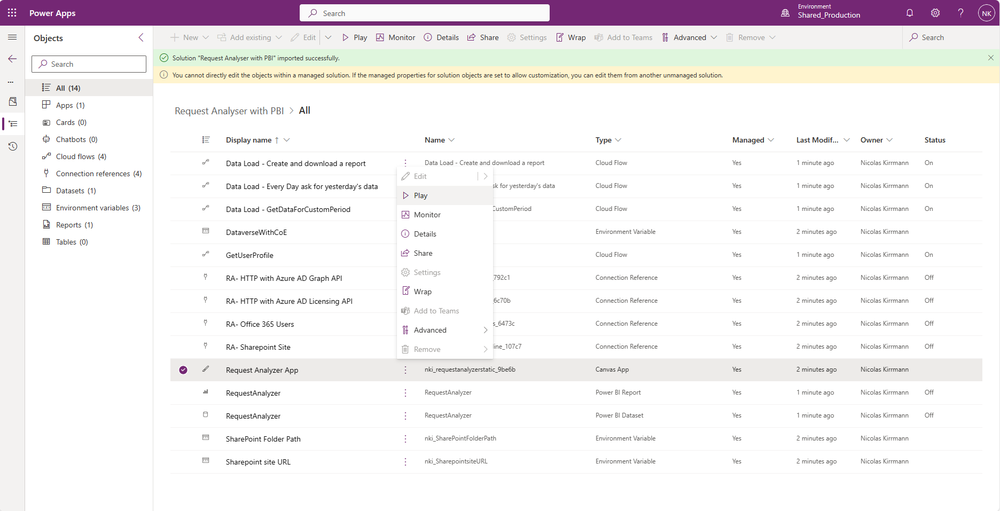 Power Apps
Search
Environment
Shared_Production
NK
Objects
Search
All (14)
Apps (1)
Cards (0)
Chatbots (0)
Cloud flows (4)
Connection references (4)
Datasets (1)
Environment variables (3)
Reports (1)
Tables (0)
New Add existing Edit Play Monitor Details Share Settings Wrap Add to Teams Advanced Remove Search
Solution "Request Analyser with PBI" imported successfully.
You cannot directly edit the objects within a managed solution. If the managed properties for solution objects are set to allow customization, you can edit them from another unmanaged solution.
Request Analyser with PBI > All
Display name ↑ Name Type Managed Last Modif... Owner Status
Data Load - Create and download a report Data Load - Create and download a report Cloud Flow Yes 1 minute ago Nicolas Kirrmann On
Data Load - Every Day ask for yesterday's data sk for yesterday's data Cloud Flow Yes 1 minute ago Nicolas Kirrmann On
Data Load - GetDataForCustomPeriod CustomPeriod Cloud Flow Yes 1 minute ago Nicolas Kirrmann On
DataverseWithCoE Environment Variable Yes 2 minutes ago Nicolas Kirrmann
GetUserProfile Cloud Flow Yes 1 minute ago Nicolas Kirrmann On
RA- HTTP with Azure AD Graph API _792c1 Connection Reference Yes 2 minutes ago Nicolas Kirrmann Off
RA- HTTP with Azure AD Licensing API _6c70b Connection Reference Yes 2 minutes ago Nicolas Kirrmann Off
RA- Office 365 Users s_6473c Connection Reference Yes 2 minutes ago Nicolas Kirrmann Off
RA- Sharepoint Site line_107c7 Connection Reference Yes 2 minutes ago Nicolas Kirrmann Off
Request Analyzer App nki_requestanalyzerstatic_9be6b Canvas App Yes 2 minutes ago Nicolas Kirrmann
RequestAnalyzer RequestAnalyzer Power BI Report Yes 1 minute ago Nicolas Kirrmann Off
RequestAnalyzer RequestAnalyzer Power BI Dataset Yes 1 minute ago Nicolas Kirrmann Off
SharePoint Folder Path nki_SharePointFolderPath Environment Variable Yes 2 minutes ago Nicolas Kirrmann
Sharepoint site URL nki_SharepointsiteURL Environment Variable Yes 2 minutes ago Nicolas Kirrmann
Edit
Play
Monitor
Details
Share
Settings
Wrap
Add to Teams
Advanced
Remove